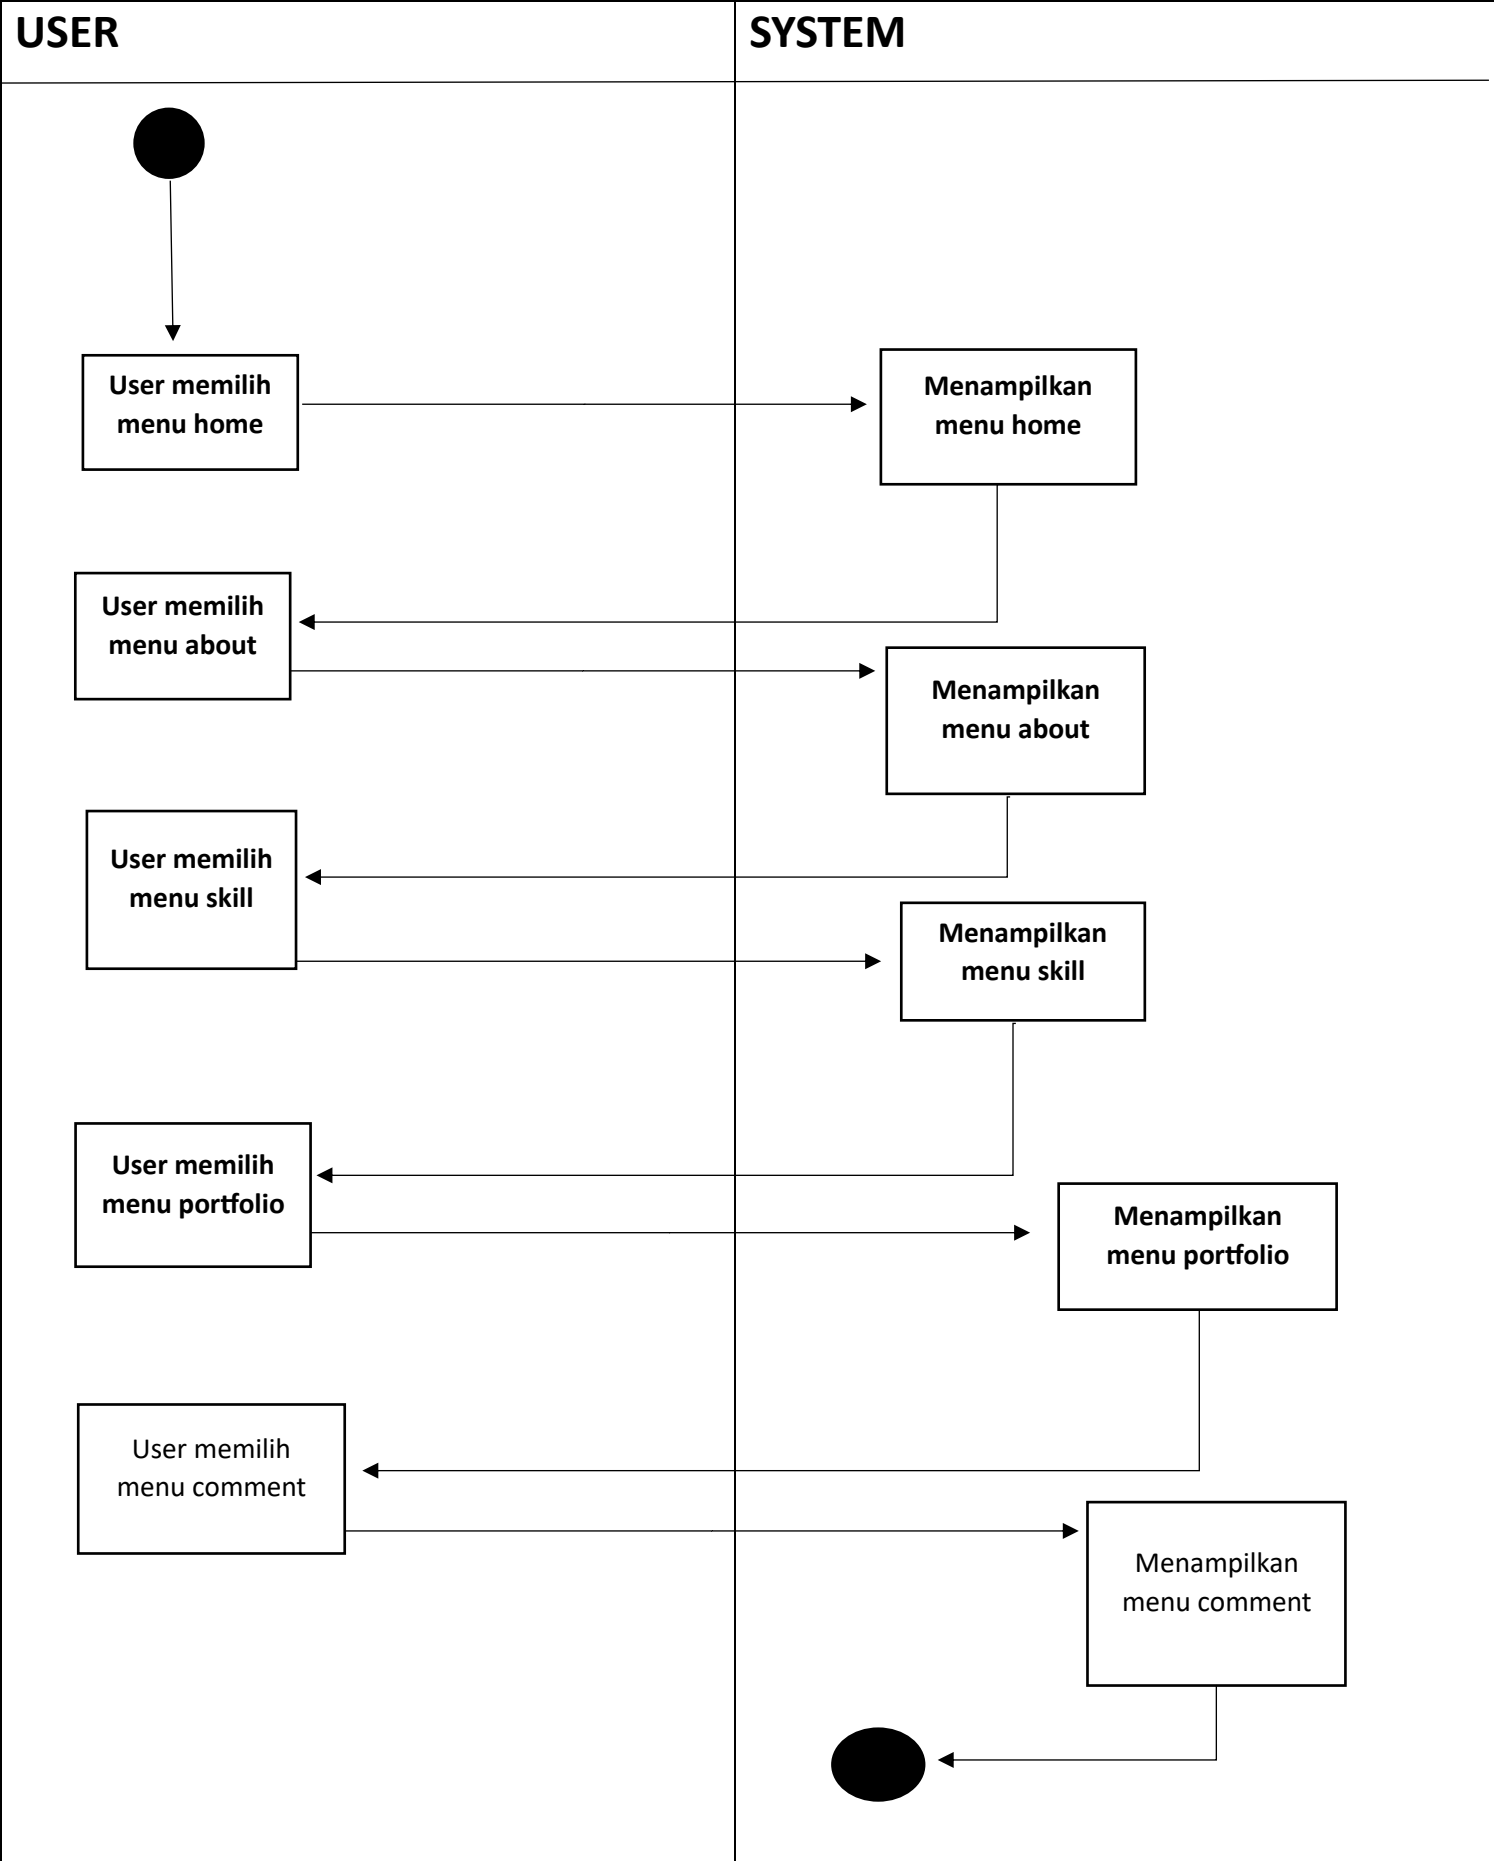 USER
SYSTEM
User memilih
menu home
Menampilkan
menu home
User memilih
menu about
Menampilkan
menu about
User memilih
menu skill
Menampilkan
menu skill
User memilih
menu portfolio
Menampilkan
menu portfolio
User memilih
menu comment
Menampilkan
menu comment